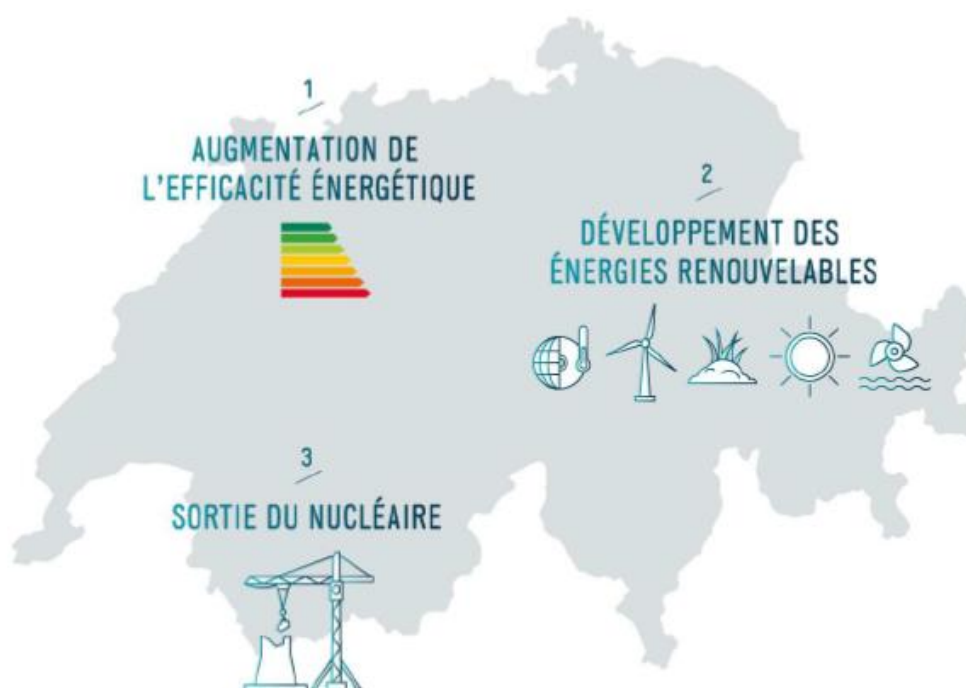 1
AUGMENTATION DE
L'EFFICACITÉ ÉNERGÉTIQUE
2
DÉVELOPPEMENT DES
ÉNERGIES RENOUVELABLES
3
SORTIE DU NUCLÉAIRE